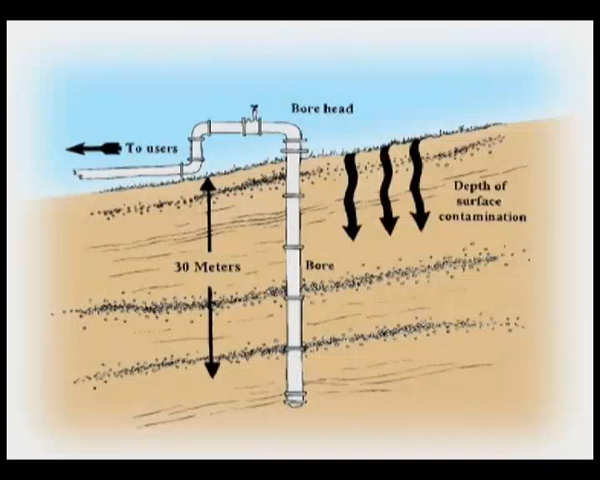 Bore head
To users
Depth of
surface
contamination
30 Meters
Bore